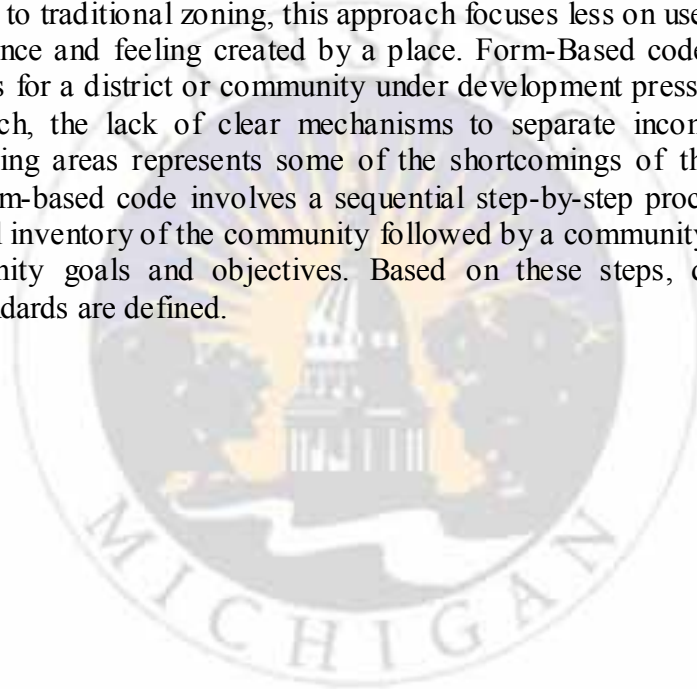 to traditional zoning, this approach focuses less on use
nce and feeling created by a place. Form-Based code
s for a district or community under development press
ch, the lack of clear mechanisms to separate incon
ing areas represents some of the shortcomings of th
m-based code involves a sequential step-by-step proc
l inventory of the community followed by a community
nity goals and objectives. Based on these steps, d
dards are defined.
LANSING
MICHIGAN